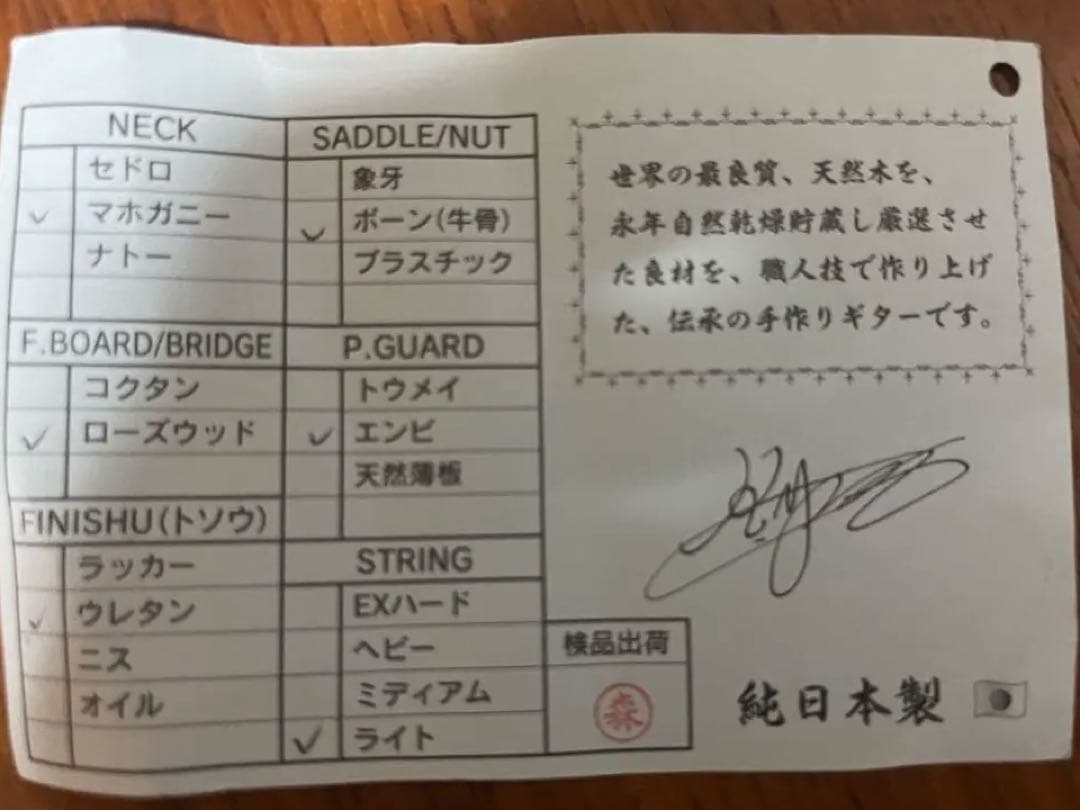 NECK
セドロ
✓ マホガニー
ナトー
F.BOARD/BRIDGE
コクタン
✓ ローズウッド
FINISHU(トソウ)
ラッカー
✓ ウレタン
ニス
オイル
SADDLE/NUT
象牙
✓ ボーン(牛骨)
プラスチック
P.GUARD
トウメイ
✓ エンビ
天然薄板
STRING
EXハード
ヘビー
ミディアム
✓ ライト
検品出荷
森
世界の最良質、天然木を、
永年自然乾燥貯蔵し厳選させ
た良材を、職人技で作り上げ
た、伝承の手作りギターです。
純日本製